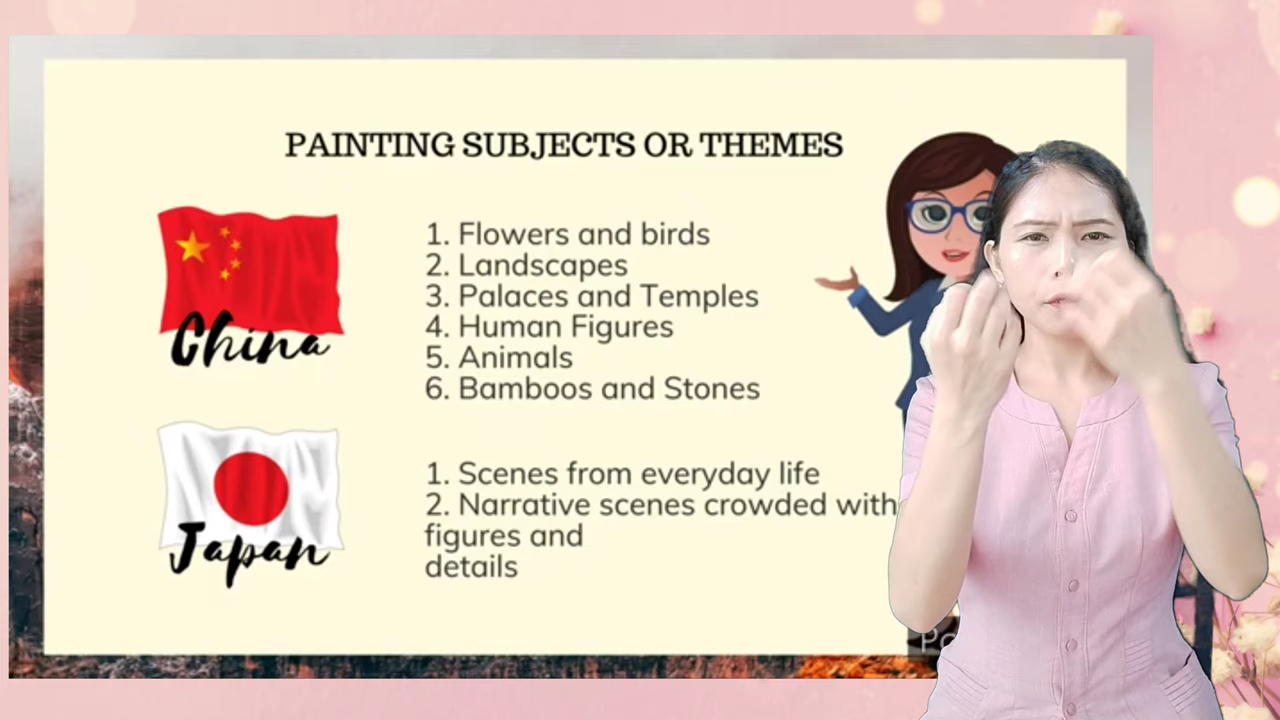 PAINTING SUBJECTS OR THEMES
China
1. Flowers and birds
2. Landscapes
3. Palaces and Temples
4. Human Figures
5. Animals
6. Bamboos and Stones
Japan
1. Scenes from everyday life
2. Narrative scenes crowded with
figures and
details